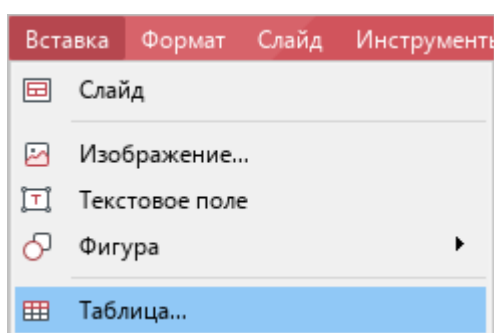 Вставка Формат Слайд Инструменты
Слайд
Изображение...
Текстовое поле
Фигура
Таблица...